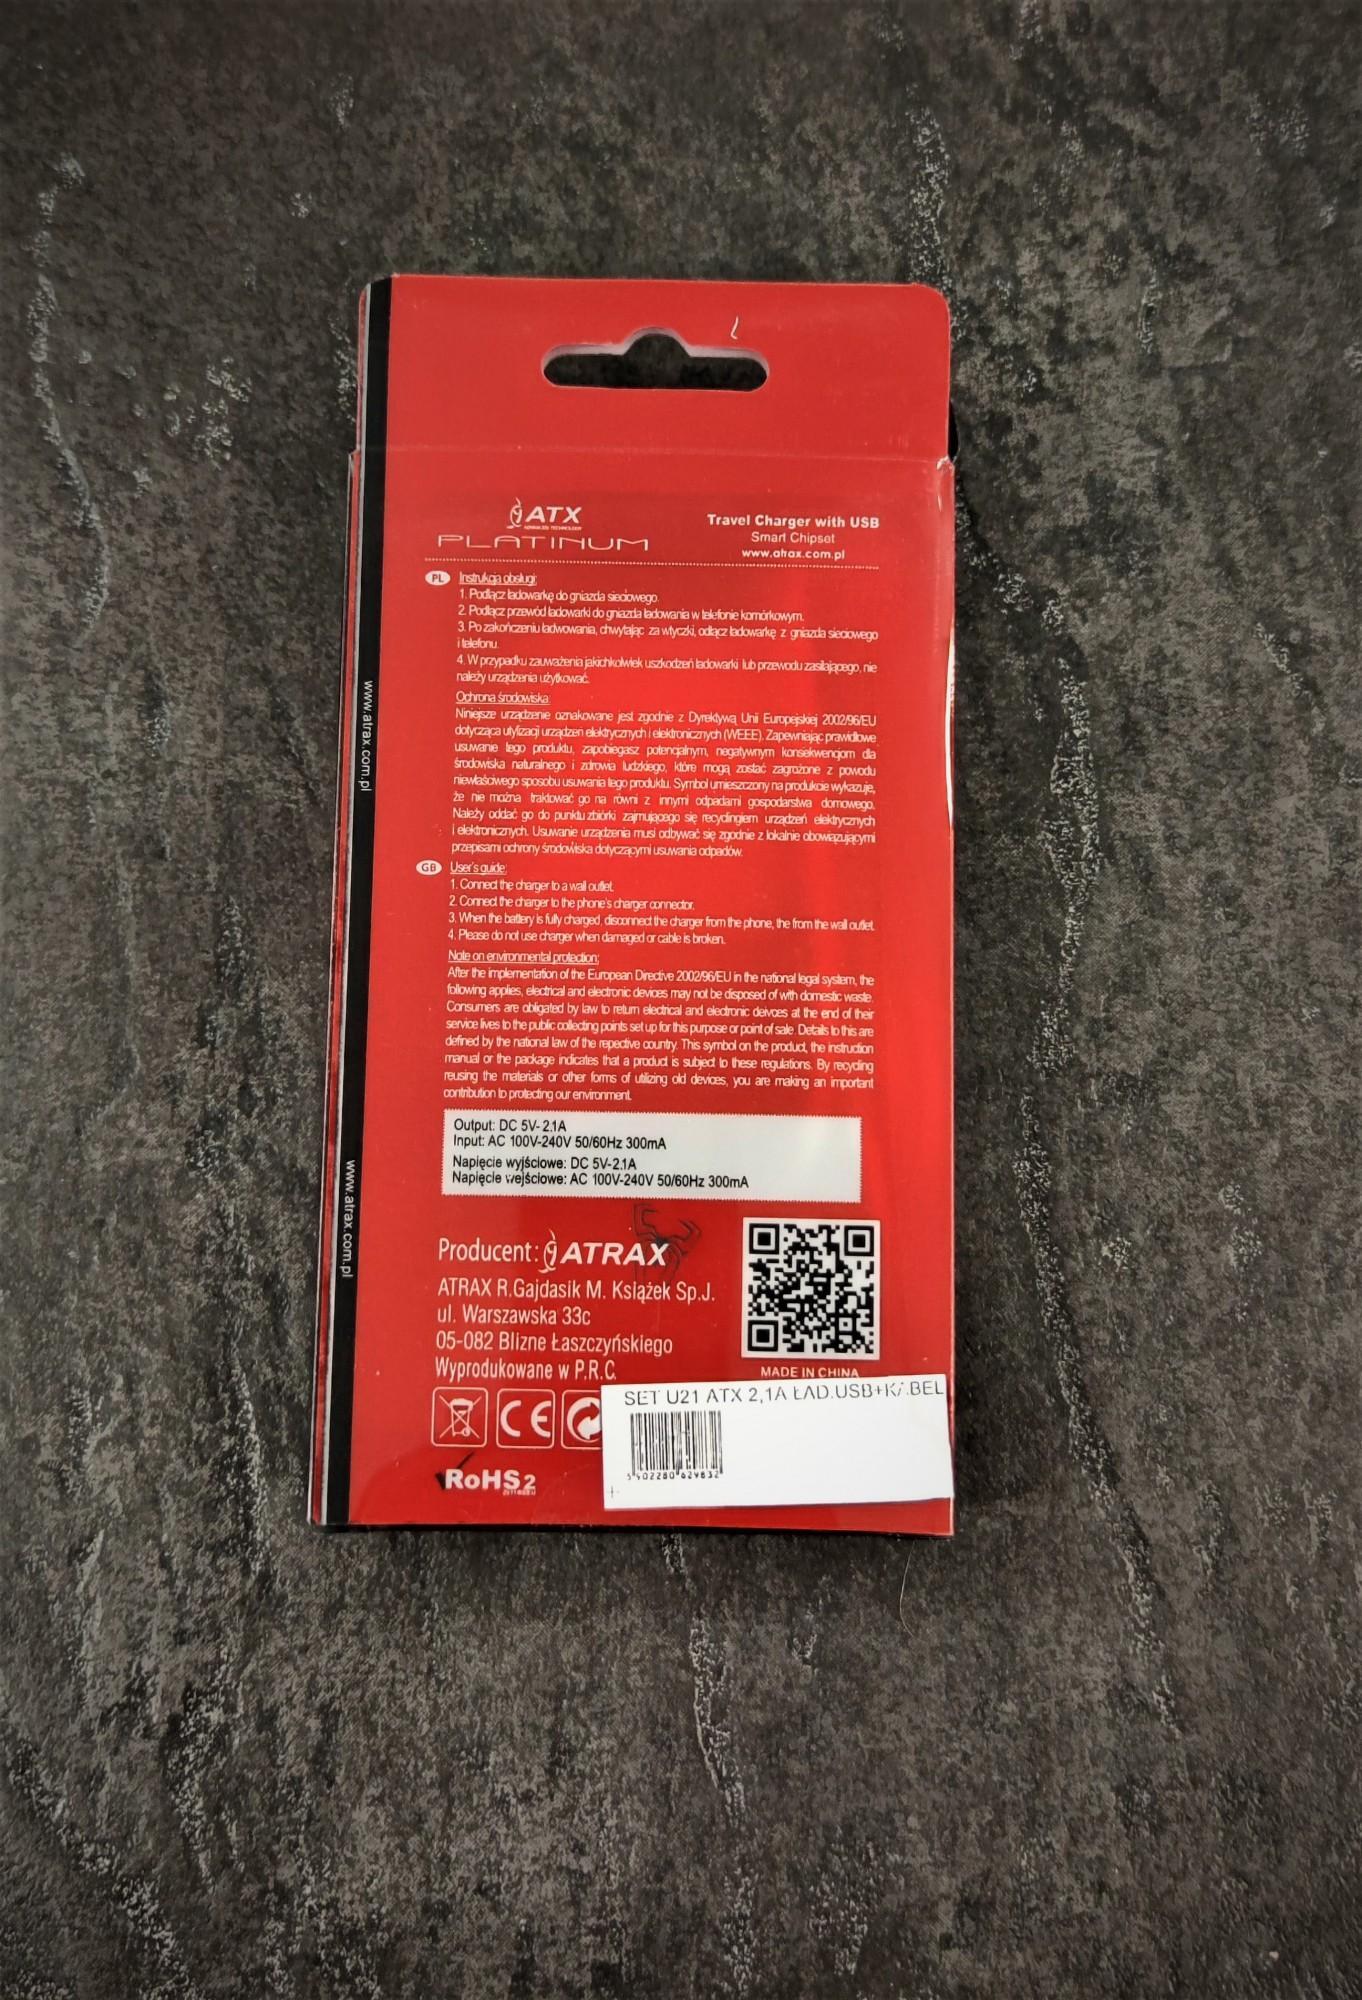 ATX
ADVANCED TECHNOLOGY
PLATINUM
Travel Charger with USB
Smart Chipset
www.atrax.com.pl
PL Instrukcja obsługi:
1. Podłącz ładowarkę do gniazda sieciowego.
2. Podłącz przewód ładowarki do gniazda ładowania w telefonie komórkowym.
3. Po zakończeniu ładwowania, chwytając za wtyczki, odłącz ładowarkę z gniazda sieciowego
i telefonu.
4. W przypadku zauważenia jakichkolwiek uszkodzeń ładowarki lub przewodu zasilającego, nie
należy urządzenia użytkować.
Ochrona środowiska:
Niniejsze urządzenie oznakowane jest zgodnie z Dyrektywą Unii Europejskiej 2002/96/EU
dotycząca utylizacji urządzeń elektrycznych i elektronicznych (WEEE). Zapewniając prawidłowe
usuwanie tego produktu, zapobiegasz potencjalnym, negatywnym konsekwencjom dla
środowiska naturalnego i zdrowia ludzkiego, które mogą zostać zagrożone z powodu
niewłaściwego sposobu usuwania tego produktu. Symbol umieszczony na produkcie wykazuje,
że nie można traktować go na równi z innymi odpadami gospodarstwa domowego.
Należy oddać go do punktu zbiórki zajmującego się recyclingiem urządzeń elektrycznych
i elektronicznych. Usuwanie urządzenia musi odbywać się zgodnie z lokalnie obowiązującymi
przepisami ochrony środowiska dotyczącymi usuwania odpadów.
GB User's guide:
1. Connect the charger to a wall outlet.
2. Connect the charger to the phone's charger connector.
3. When the battery is fully charged, disconnect the charger from the phone, the from the wall outlet.
4. Please do not use charger when damaged or cable is broken.
Note on environmental protection:
After the implementation of the European Directive 2002/96/EU in the national legal system, the
following applies, electrical and electronic devices may not be disposed of with domestic waste.
Consumers are obligated by law to return electrical and electronic deivces at the end of their
service lives to the public collecting points set up for this purpose or point of sale. Details to this are
defined by the national law of the repective country. This symbol on the product, the instruction
manual or the package indicates that a product is subject to these regulations. By recycling
reusing the materials or other forms of utilizing old devices, you are making an important
contribution to protecting our environment.
Output: DC 5V- 2.1A
Input: AC 100V-240V 50/60Hz 300mA
Napięcie wyjściowe: DC 5V-2.1A
Napięcie wejściowe: AC 100V-240V 50/60Hz 300mA
Producent: ATRAX
ATRAX R.Gajdasik M. Książek Sp.J.
ul. Warszawska 33c
05-082 Blizne Łaszczyńskiego
Wyprodukowane w P.R.C.
MADE IN CHINA
SET U21 ATX 2,1A ŁAD.USB+KABEL
5 902280 629832
CE
RoHS2
www.atrax.com.pl
www.atrax.com.pl